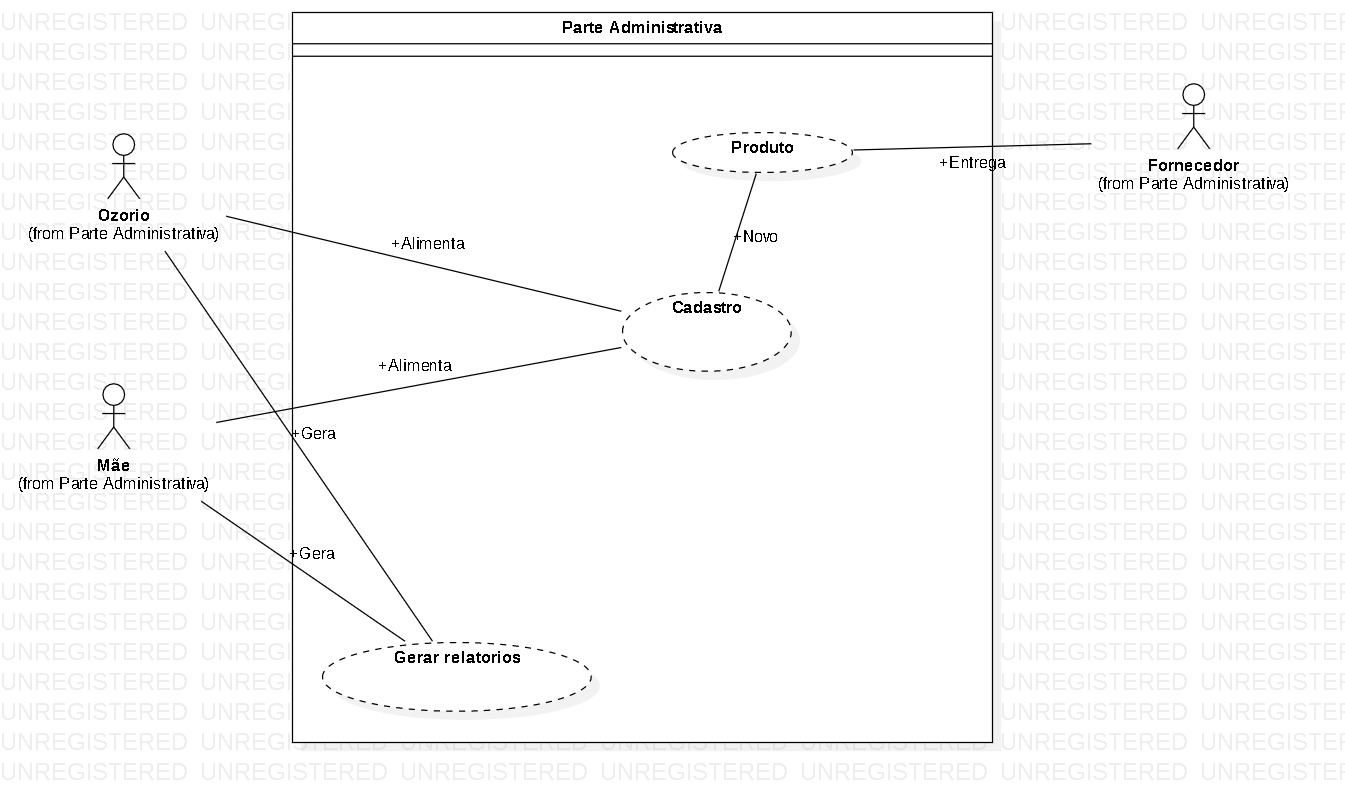 Parte Administrativa
Produto
+Entrega
Fornecedor
(from Parte Administrativa)
Ozorio
(from Parte Administrativa)
+Alimenta
+Novo
Cadastro
+Alimenta
+Gera
Mãe
(from Parte Administrativa)
+Gera
Gerar relatorios
UNREGISTERED